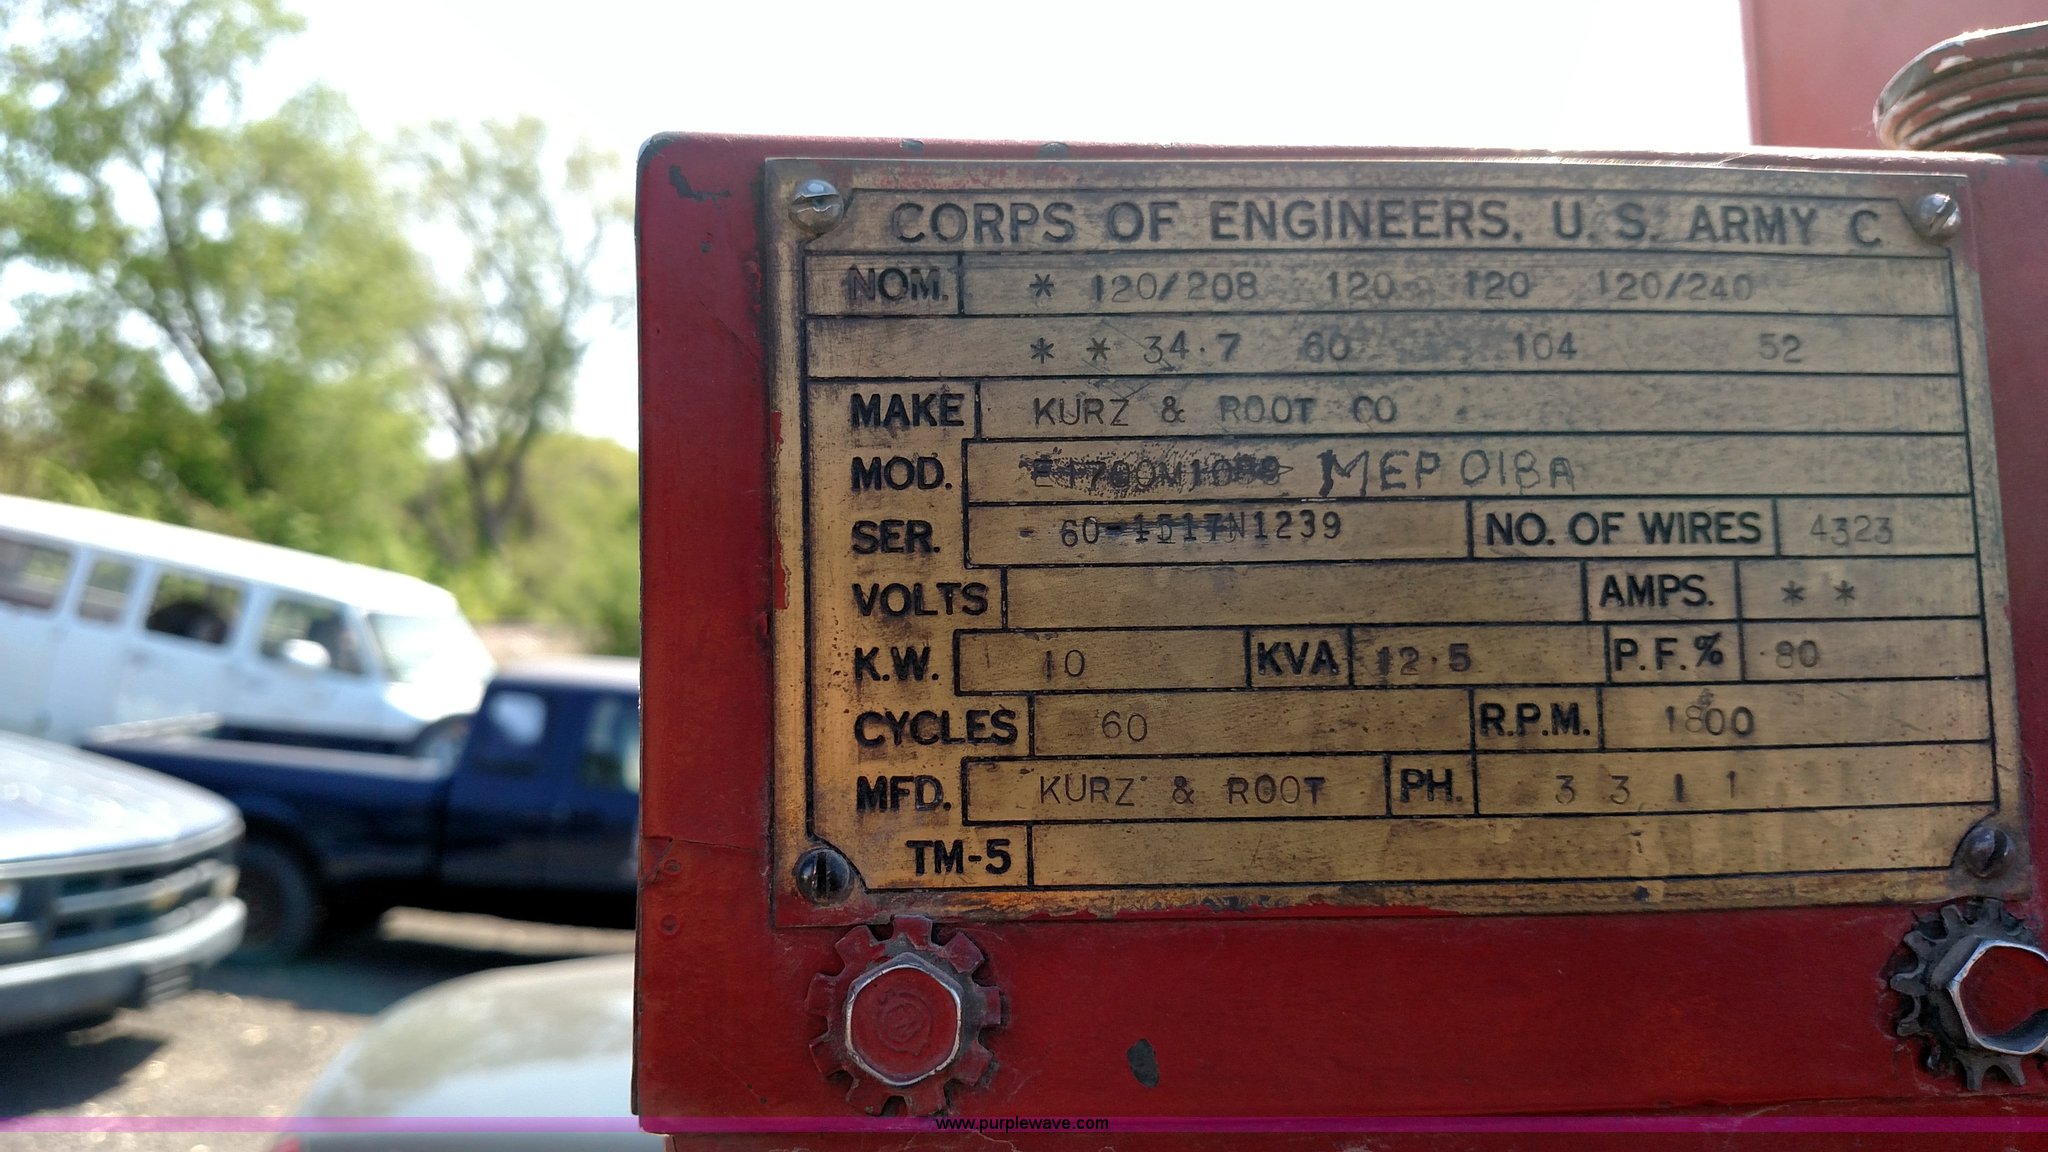 CORPS OF ENGINEERS, U. S. ARMY C
NOM. * 120/208 120 120 120/240
* * 34.7 60 104 52
MAKE KURZ & ROOT CO
MOD. MEP 018A
SER. 60-1517N1239 NO. OF WIRES 4323
VOLTS AMPS. * *
K.W. 10 KVA 12.5 P.F.% .80
CYCLES 60 R.P.M. 1800
MFD. KURZ & ROOT PH. 3 3 1 1
TM-5
www.purplewave.com